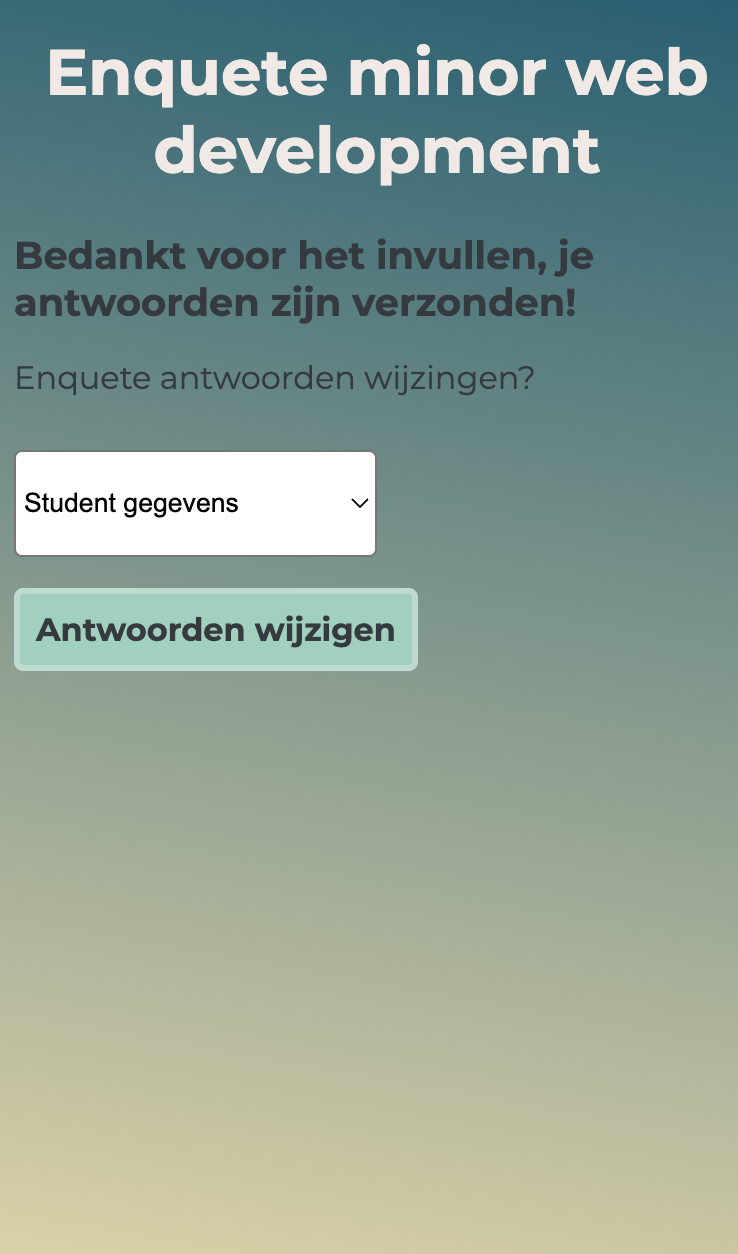 Enquete minor web
development
Bedankt voor het invullen, je
antwoorden zijn verzonden!
Enquete antwoorden wijzingen?
Student gegevens
Antwoorden wijzigen